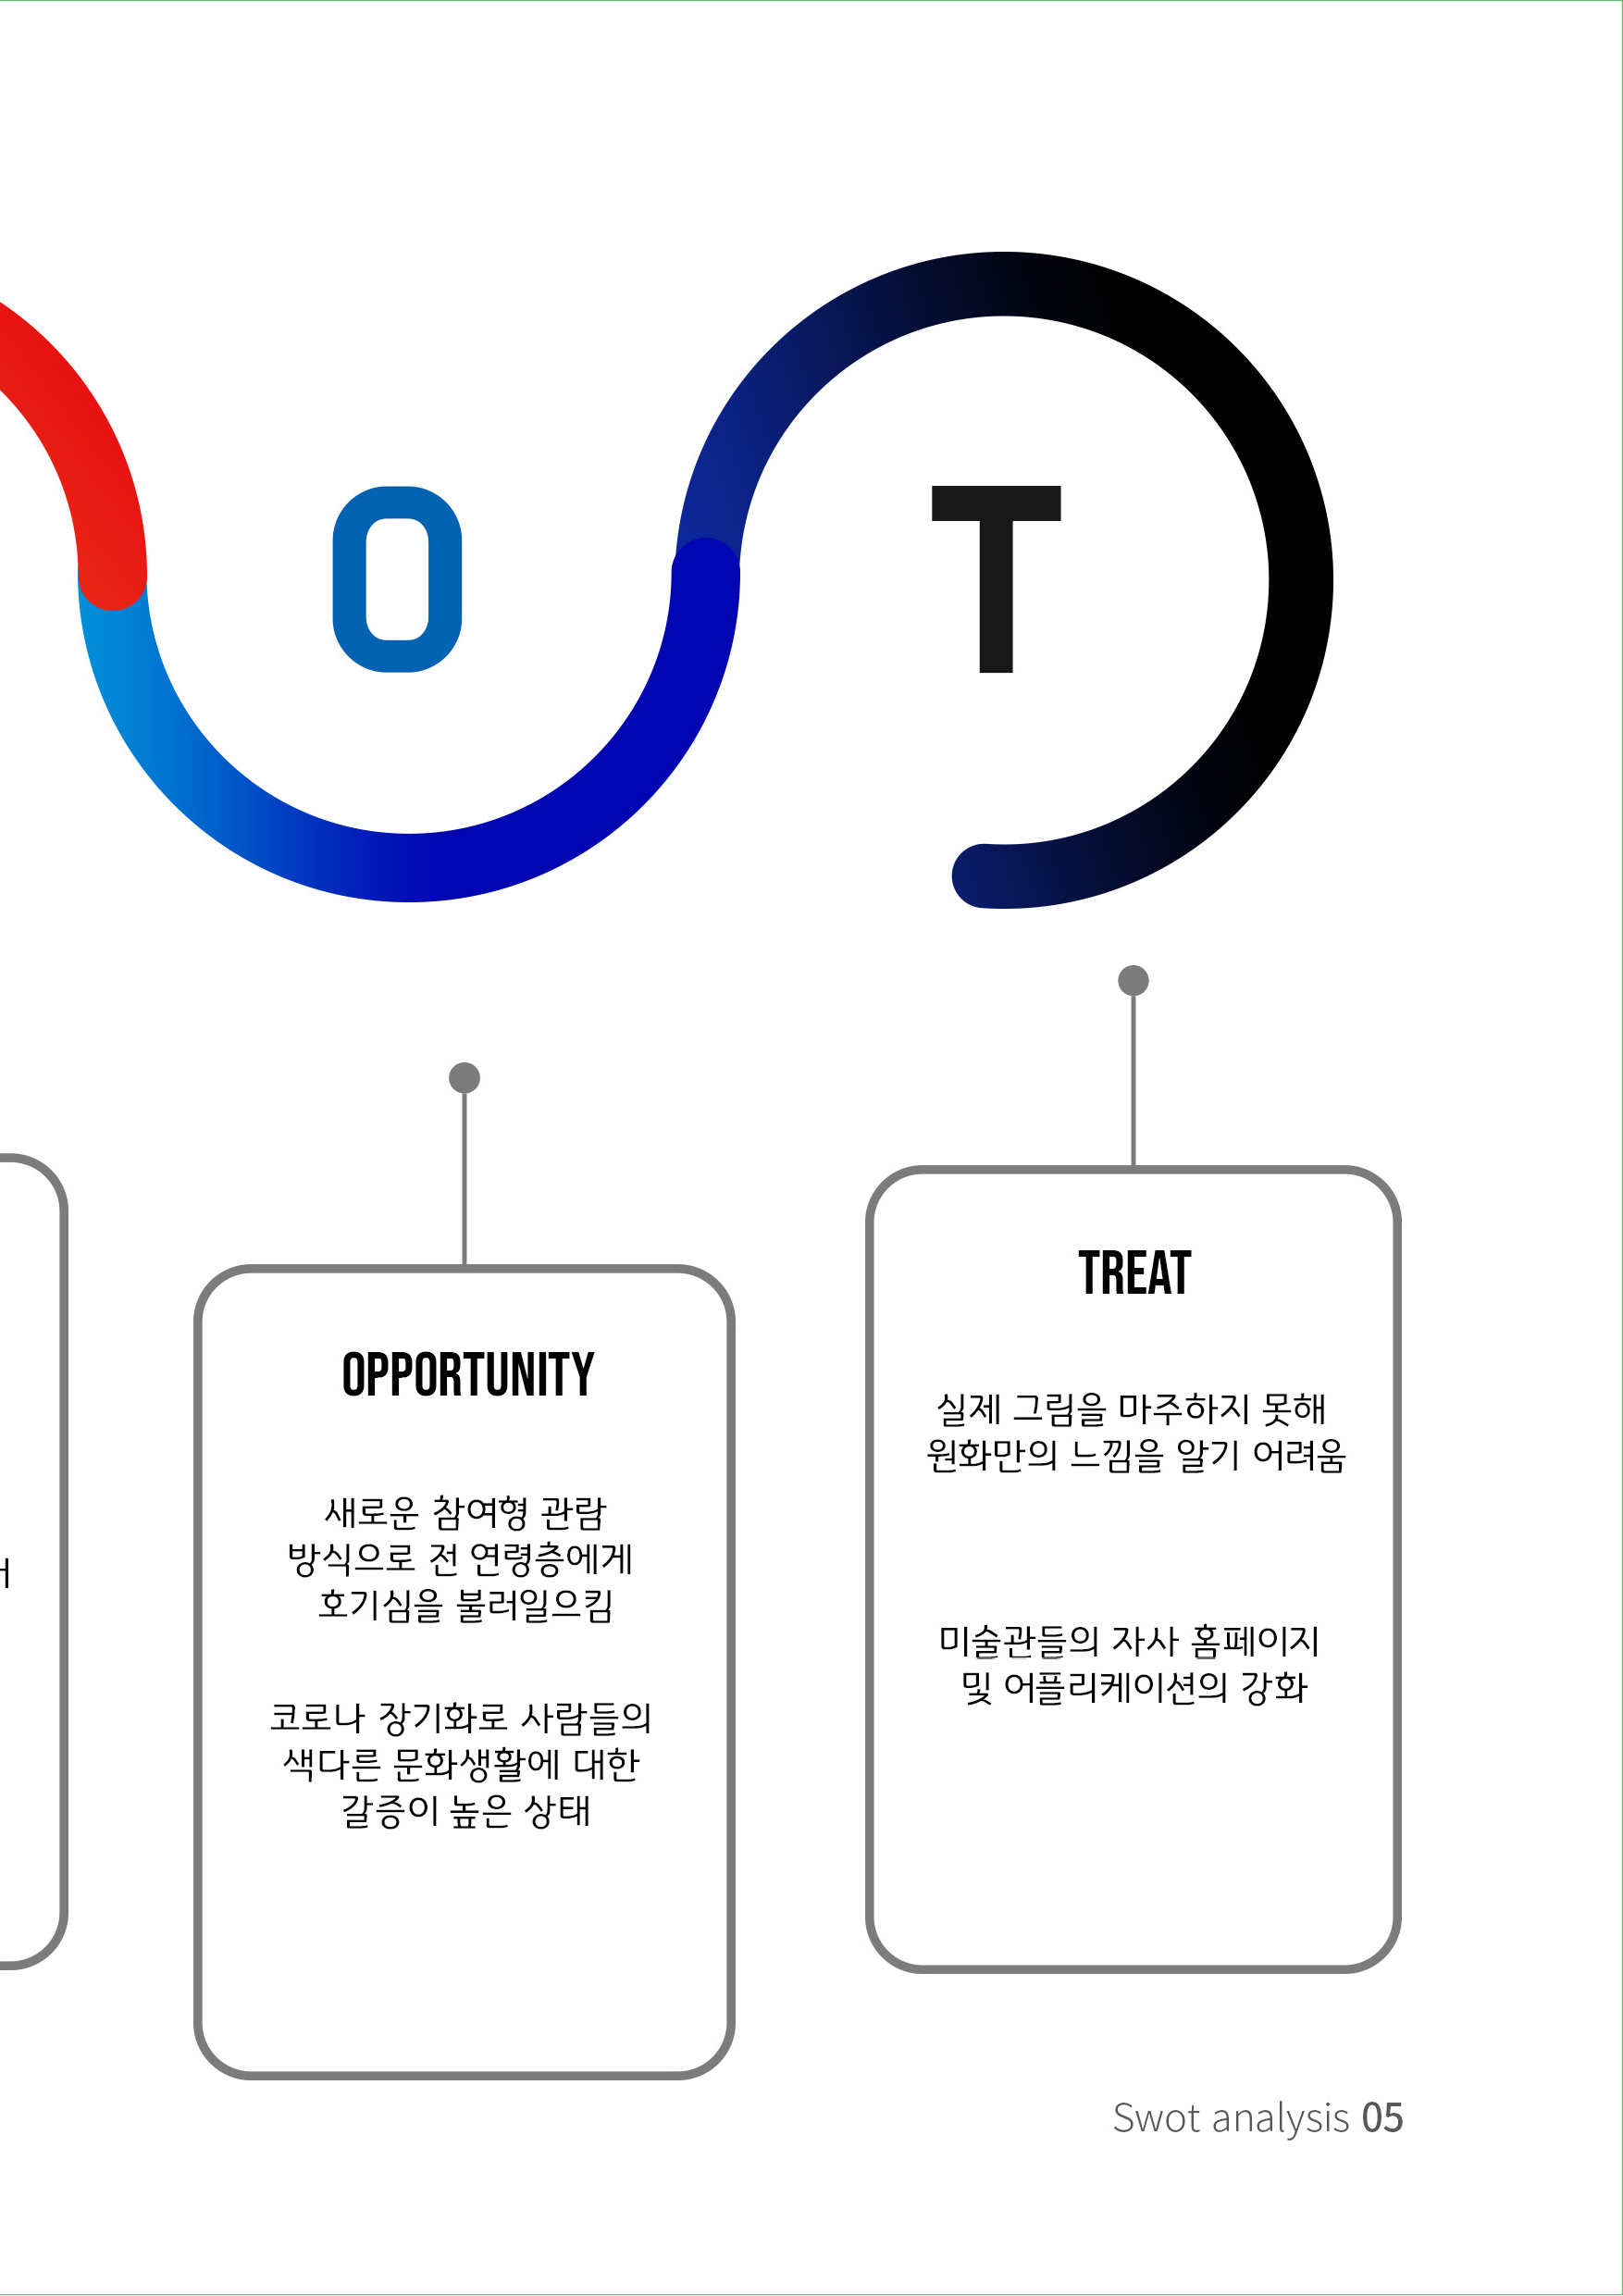 O
T
OPPORTUNITY
새로운 참여형 관람
방식으로 전 연령층에게
호기심을 불러일으킴
코로나 장기화로 사람들의
색다른 문화생활에 대한
갈증이 높은 상태
TREAT
실제 그림을 마주하지 못해
원화만의 느낌을 알기 어려움
미술관들의 자사 홈페이지
및 어플리케이션의 강화
Swot analysis 05